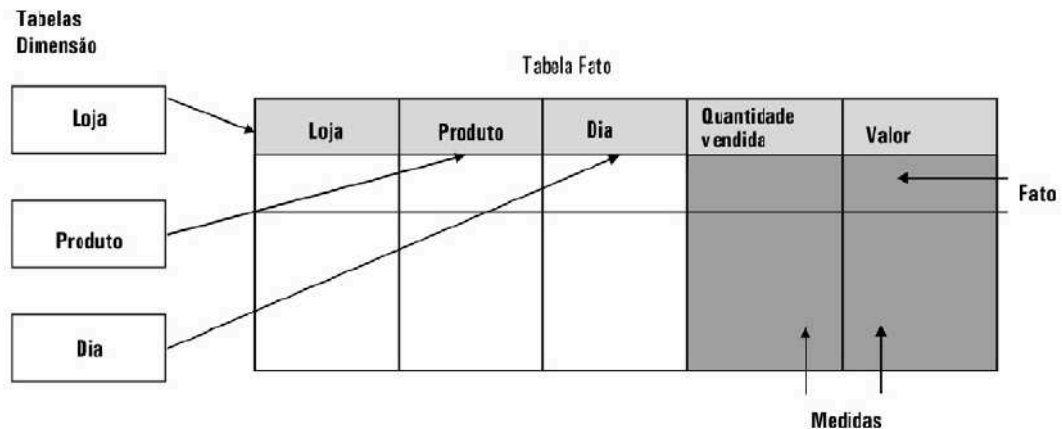 Tabelas
Dimensão
Tabela Fato
Loja
Loja
Produto
Dia
Quantidade
vendida
Valor
Fato
Produto
Dia
Medidas